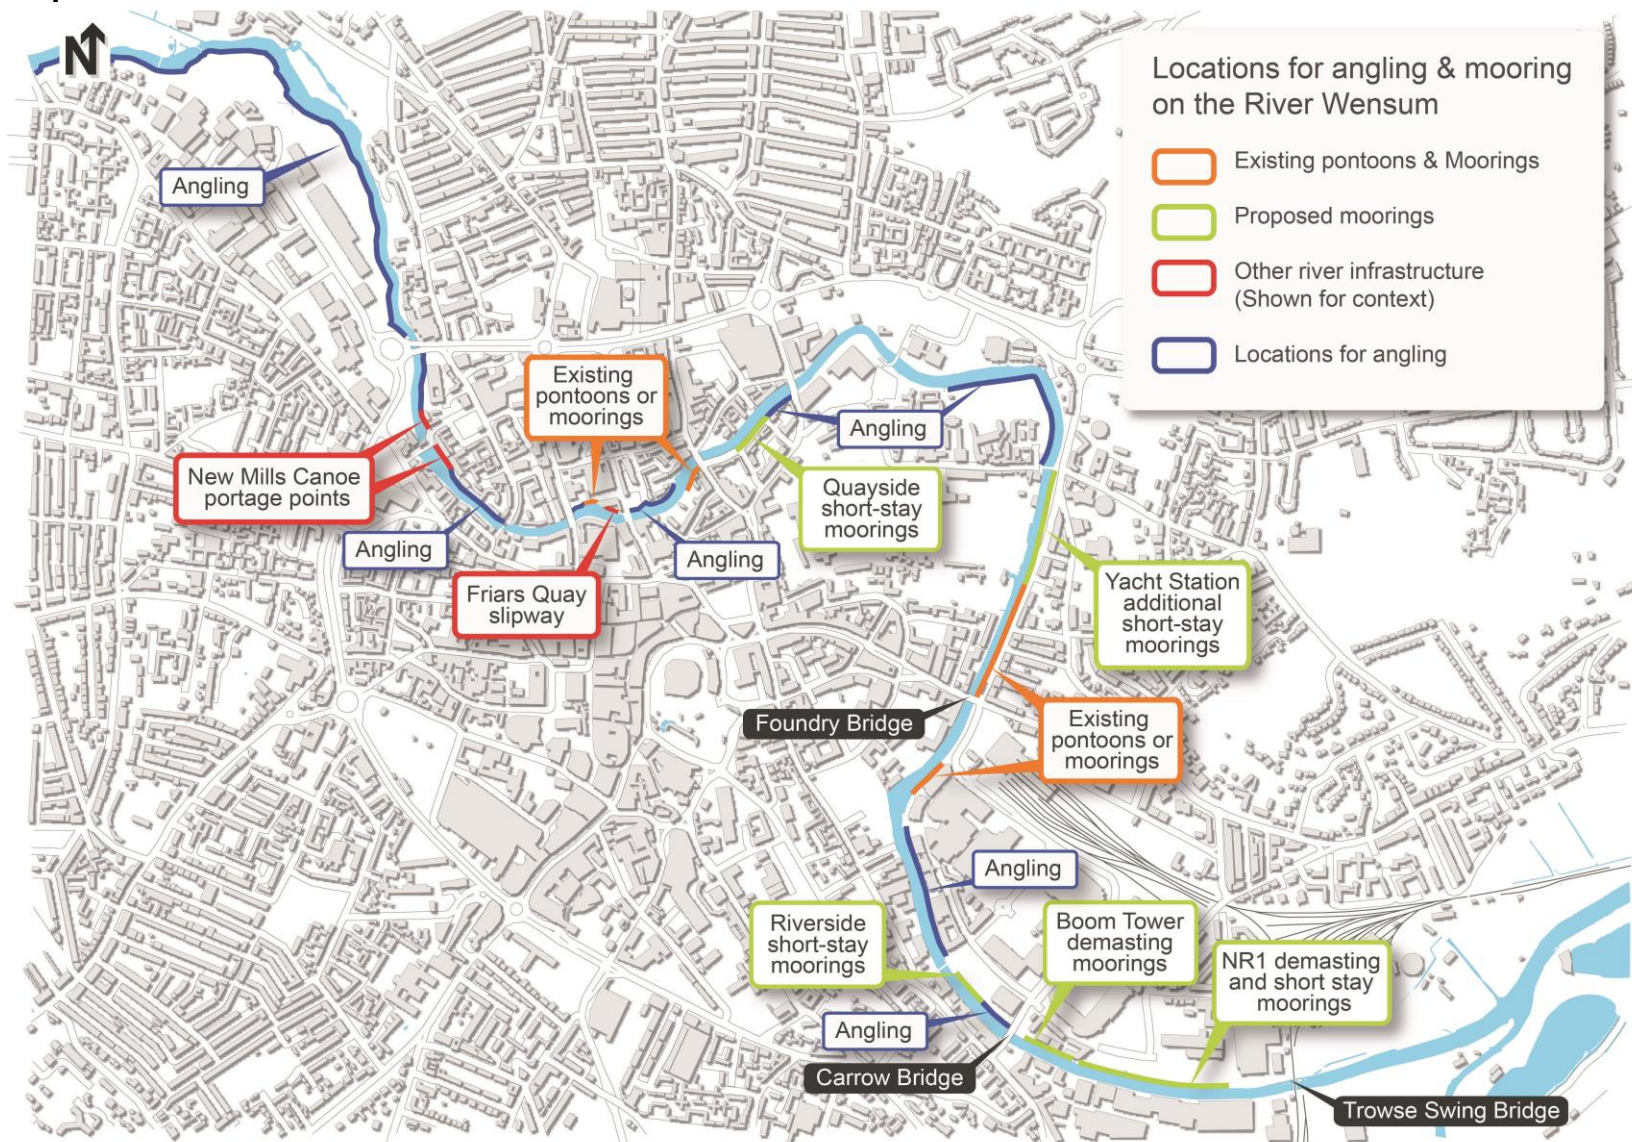 N
Locations for angling & mooring
on the River Wensum
Existing pontoons & Moorings
Proposed moorings
Other river infrastructure
(Shown for context)
Locations for angling
Angling
Existing
pontoons or
moorings
Angling
New Mills Canoe
portage points
Quayside
short-stay
moorings
Angling
Angling
Friars Quay
slipway
Yacht Station
additional
short-stay
moorings
Foundry Bridge
Existing
pontoons or
moorings
Angling
Riverside
short-stay
moorings
Boom Tower
demasting
moorings
NR1 demasting
and short stay
moorings
Angling
Carrow Bridge
Trowse Swing Bridge